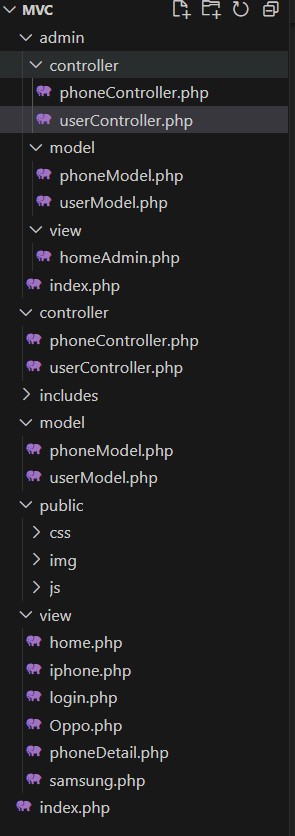 MVC
admin
controller
phoneController.php
userController.php
model
phoneModel.php
userModel.php
view
homeAdmin.php
index.php
controller
phoneController.php
userController.php
includes
model
phoneModel.php
userModel.php
public
css
img
js
view
home.php
iphone.php
login.php
Oppo.php
phoneDetail.php
samsung.php
index.php